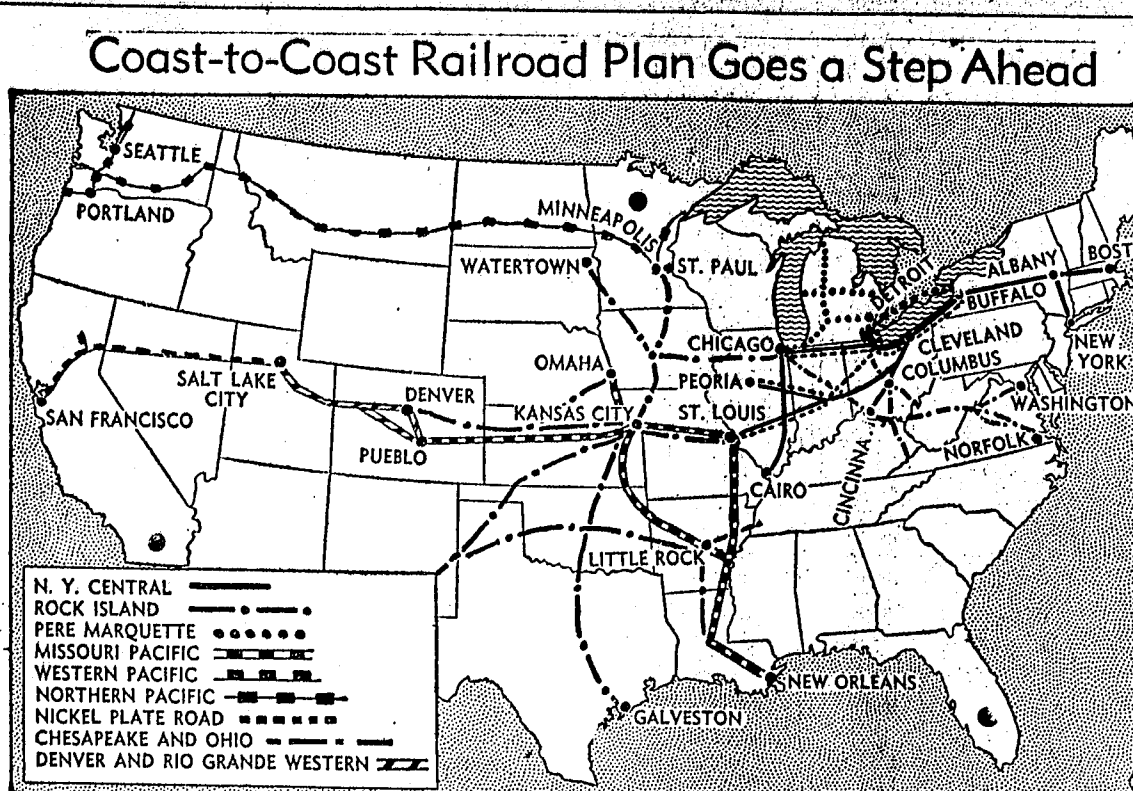 Coast-to-Coast Railroad Plan Goes a Step Ahead
SEATTLE
PORTLAND
MINNEAPOLIS
WATERTOWN
ST. PAUL
DETROIT
ALBANY
BOST
BUFFALO
CHICAGO
CLEVELAND
NEW
YORK
OMAHA
PEORIA
COLUMBUS
SALT LAKE
CITY
DENVER
WASHINGTON
SAN FRANCISCO
KANSAS CITY
ST. LOUIS
PUEBLO
NORFOLK
CAIRO
CINCINNA
LITTLE ROCK
NEW ORLEANS
GALVESTON
N. Y. CENTRAL
ROCK ISLAND
PERE MARQUETTE
MISSOURI PACIFIC
WESTERN PACIFIC
NORTHERN PACIFIC
NICKEL PLATE ROAD
CHESAPEAKE AND OHIO
DENVER AND RIO GRANDE WESTERN